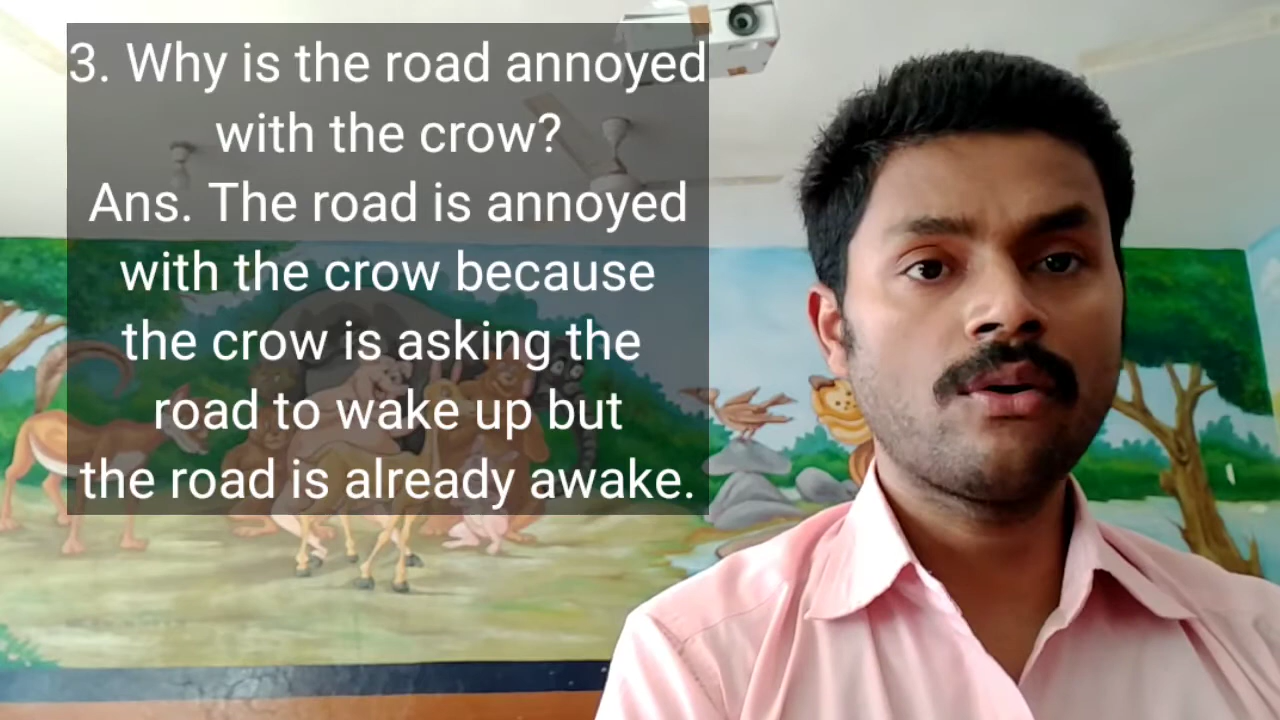 3. Why is the road annoyed
with the crow?
Ans. The road is annoyed
with the crow because
the crow is asking the
road to wake up but
the road is already awake.